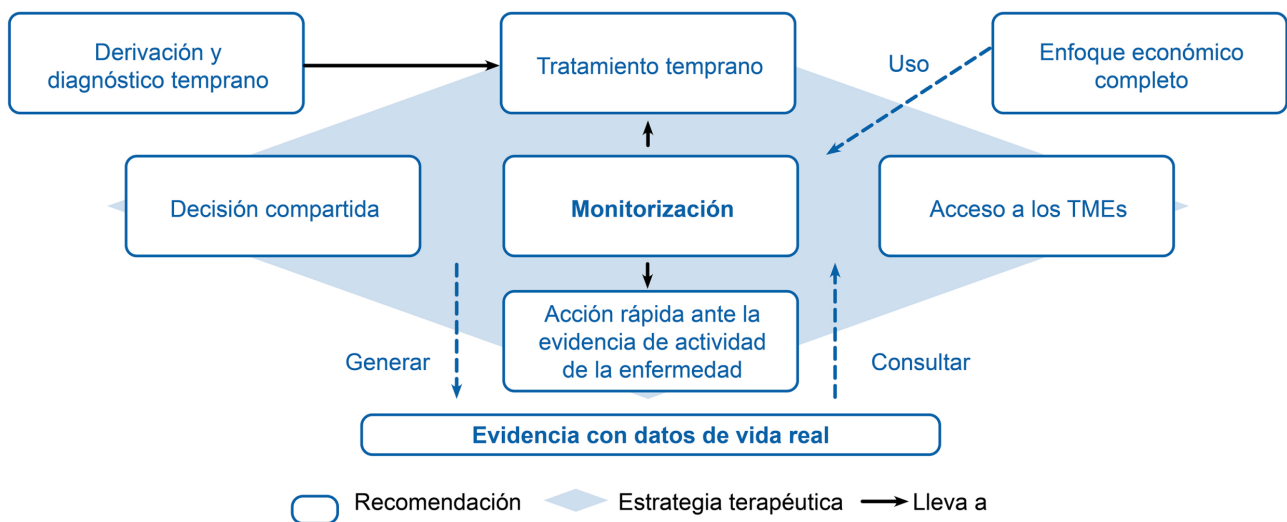 Derivación y
diagnóstico temprano
Tratamiento temprano
Uso
Enfoque económico
completo
Decisión compartida
Monitorización
Acceso a los TMEs
Generar
Acción rápida ante la
evidencia de actividad
de la enfermedad
Consultar
Evidencia con datos de vida real
Recomendación
Estrategia terapéutica
Lleva a